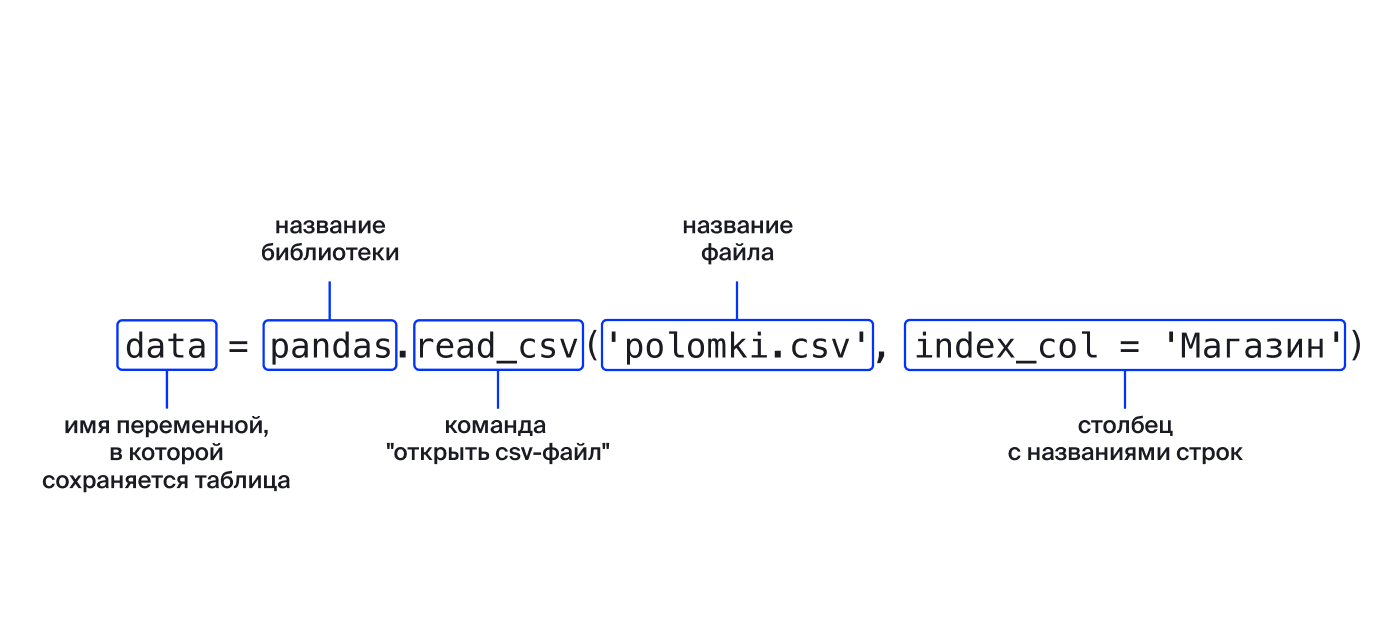 название
библиотеки
название
файла
data = pandas.read_csv('polomki.csv', index_col = 'Магазин')
имя переменной,
в которой
сохраняется таблица
команда
"открыть csv-файл"
столбец
с названиями строк